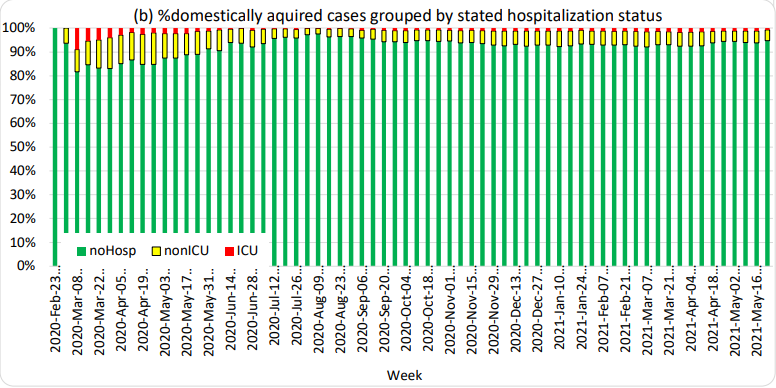 (b) %domestically aquired cases grouped by stated hospitalization status
100%
90%
80%
70%
60%
50%
40%
30%
20%
10%
0%
noHosp nonICU ICU
2020-Feb-23...
2020-Mar-08...
2020-Mar-22...
2020-Apr-05...
2020-Apr-19...
2020-May-03...
2020-May-17...
2020-May-31...
2020-Jun-14...
2020-Jun-28...
2020-Jul-12...
2020-Jul-26...
2020-Aug-09...
2020-Aug-23...
2020-Sep-06...
2020-Sep-20...
2020-Oct-04...
2020-Oct-18...
2020-Nov-01...
2020-Nov-15...
2020-Nov-29...
2020-Dec-13...
2020-Dec-27...
2021-Jan-10...
2021-Jan-24...
2021-Feb-07...
2021-Feb-21...
2021-Mar-07...
2021-Mar-21...
2021-Apr-04...
2021-Apr-18...
2021-May-02...
2021-May-16...
Week